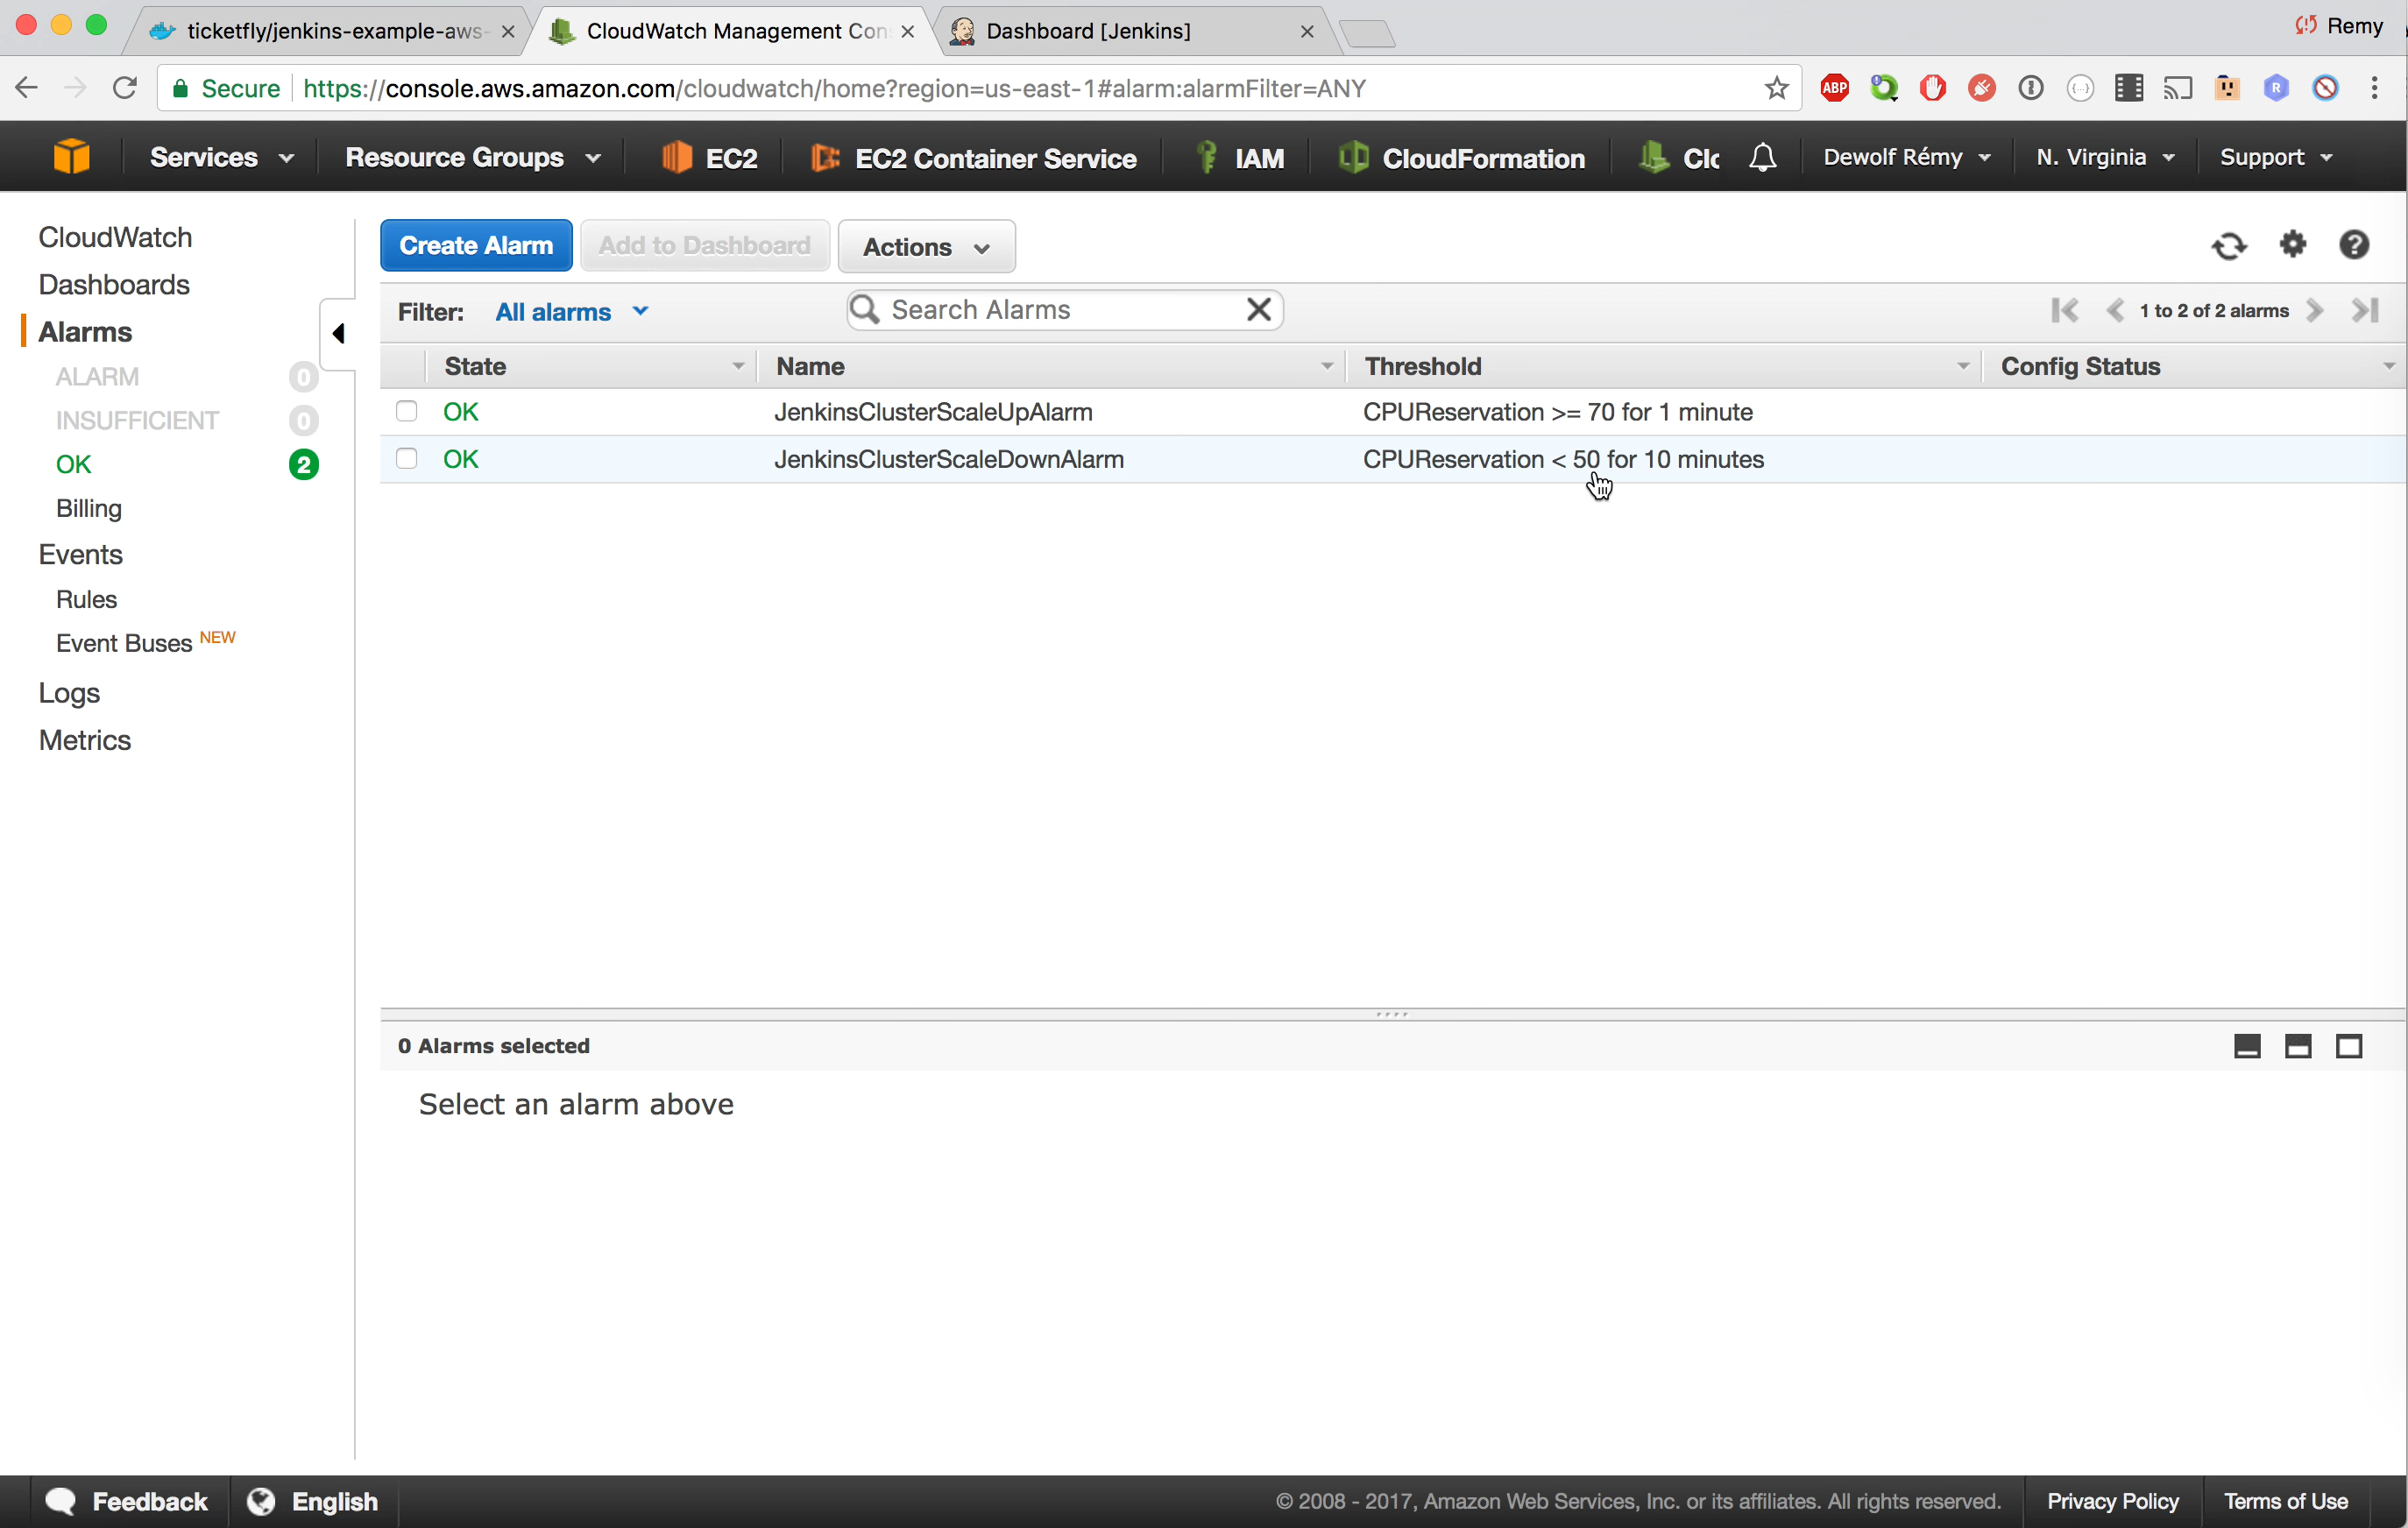 ticketfly/jenkins-example-aws-
CloudWatch Management Con
Dashboard [Jenkins]
Remy
Secure https://console.aws.amazon.com/cloudwatch/home?region=us-east-1#alarm:alarmFilter=ANY
ABP
R
Services Resource Groups EC2 EC2 Container Service IAM CloudFormation Clo Dewolf Rémy N. Virginia Support
CloudWatch
Dashboards
Alarms
ALARM 0
INSUFFICIENT 0
OK 2
Billing
Events
Rules
Event Buses NEW
Logs
Metrics
Create Alarm Add to Dashboard Actions
Filter: All alarms Search Alarms 1 to 2 of 2 alarms
State Name Threshold Config Status
OK JenkinsClusterScaleUpAlarm CPUReservation >= 70 for 1 minute
OK JenkinsClusterScaleDownAlarm CPUReservation < 50 for 10 minutes
0 Alarms selected
Select an alarm above
Feedback English © 2008 - 2017, Amazon Web Services, Inc. or its affiliates. All rights reserved. Privacy Policy Terms of Use